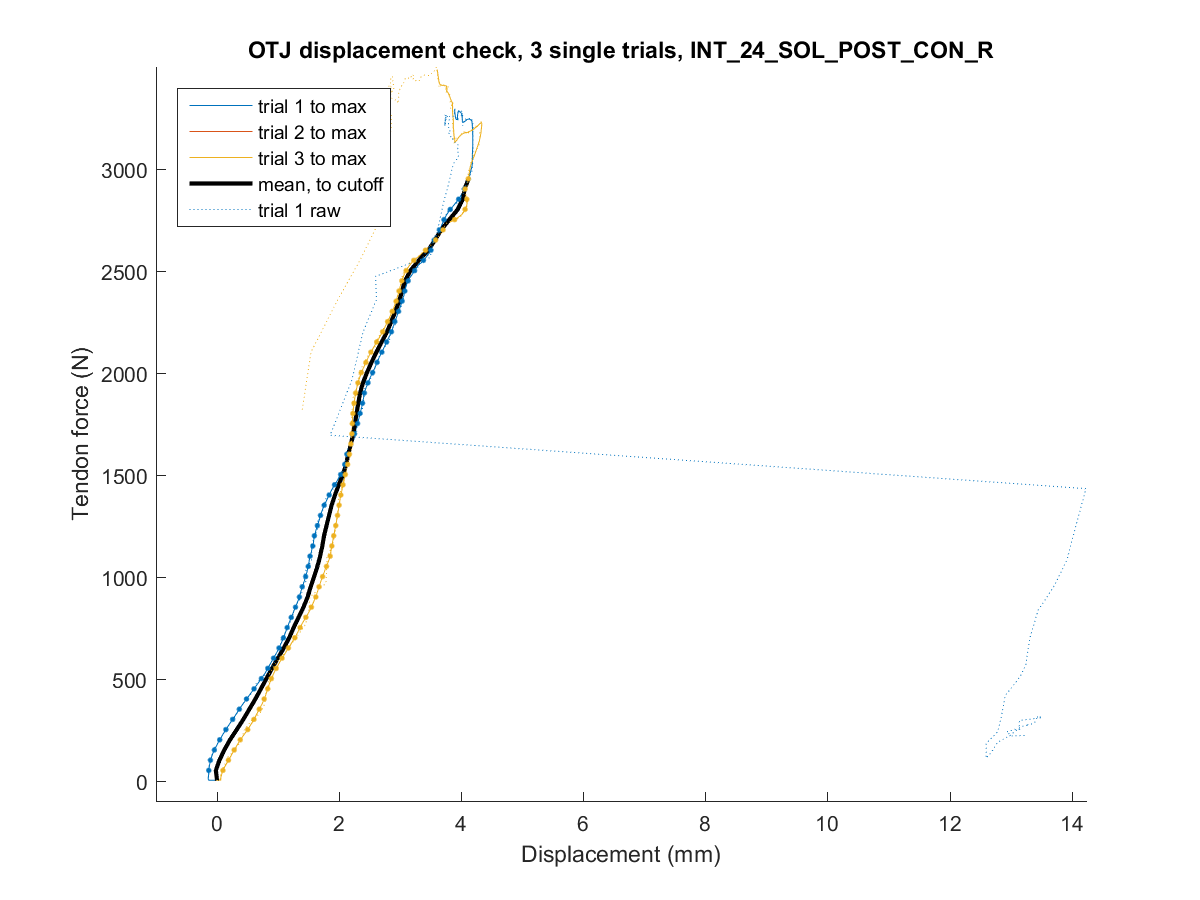 OTJ displacement check, 3 single trials, INT_24_SOL_POST_CON_R
trial 1 to max
trial 2 to max
trial 3 to max
mean, to cutoff
trial 1 raw
3000
2500
2000
1500
1000
500
0
Tendon force (N)
0 2 4 6 8 10 12 14
Displacement (mm)